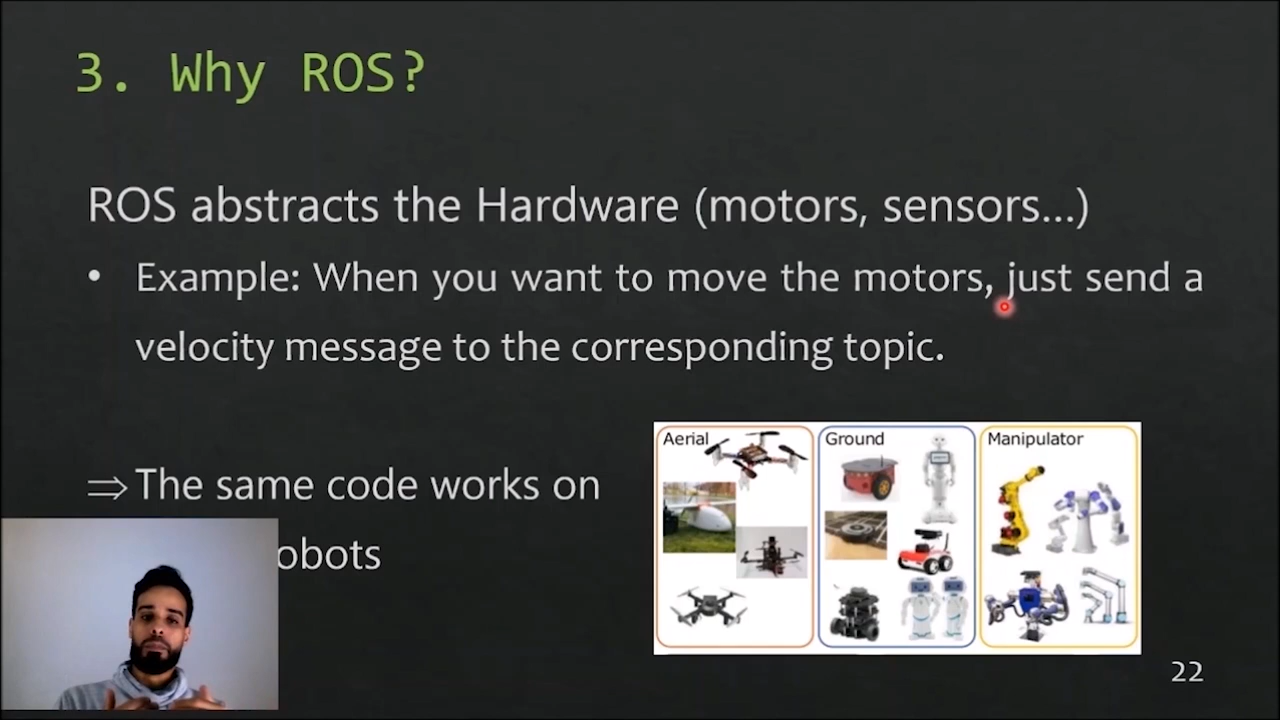 3. Why ROS?
ROS abstracts the Hardware (motors, sensors...)
• Example: When you want to move the motors, just send a
velocity message to the corresponding topic.
⇒ The same code works on
obots
Aerial
Ground
Manipulator
22